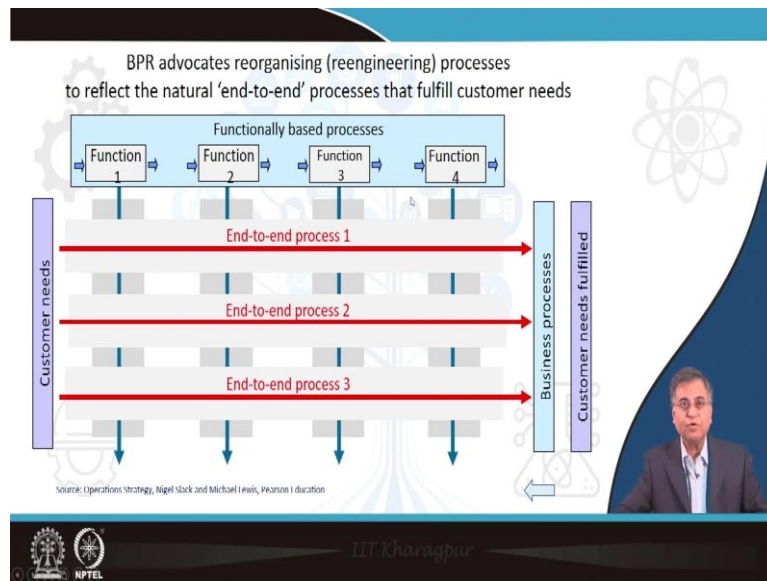 BPR advocates reorganising (reengineering) processes
to reflect the natural ‘end-to-end’ processes that fulfill customer needs
Functionally based processes
Function
1
Function
2
Function
3
Function
4
Customer needs
End-to-end process 1
End-to-end process 2
End-to-end process 3
Business processes
Customer needs fulfilled
Source: Operations Strategy, Nigel Slack and Michael Lewis, Pearson Education
IIT Kharagpur
NPTEL